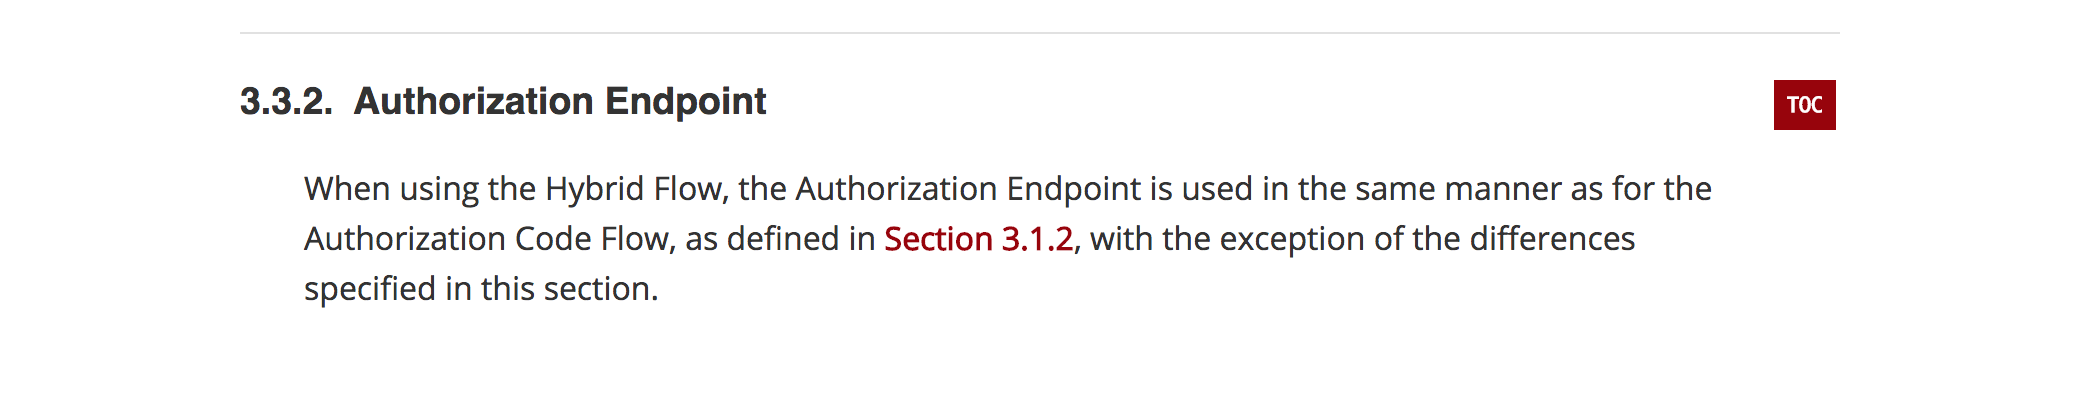 3.3.2. Authorization Endpoint
TOC
When using the Hybrid Flow, the Authorization Endpoint is used in the same manner as for the
Authorization Code Flow, as defined in Section 3.1.2, with the exception of the differences
specified in this section.